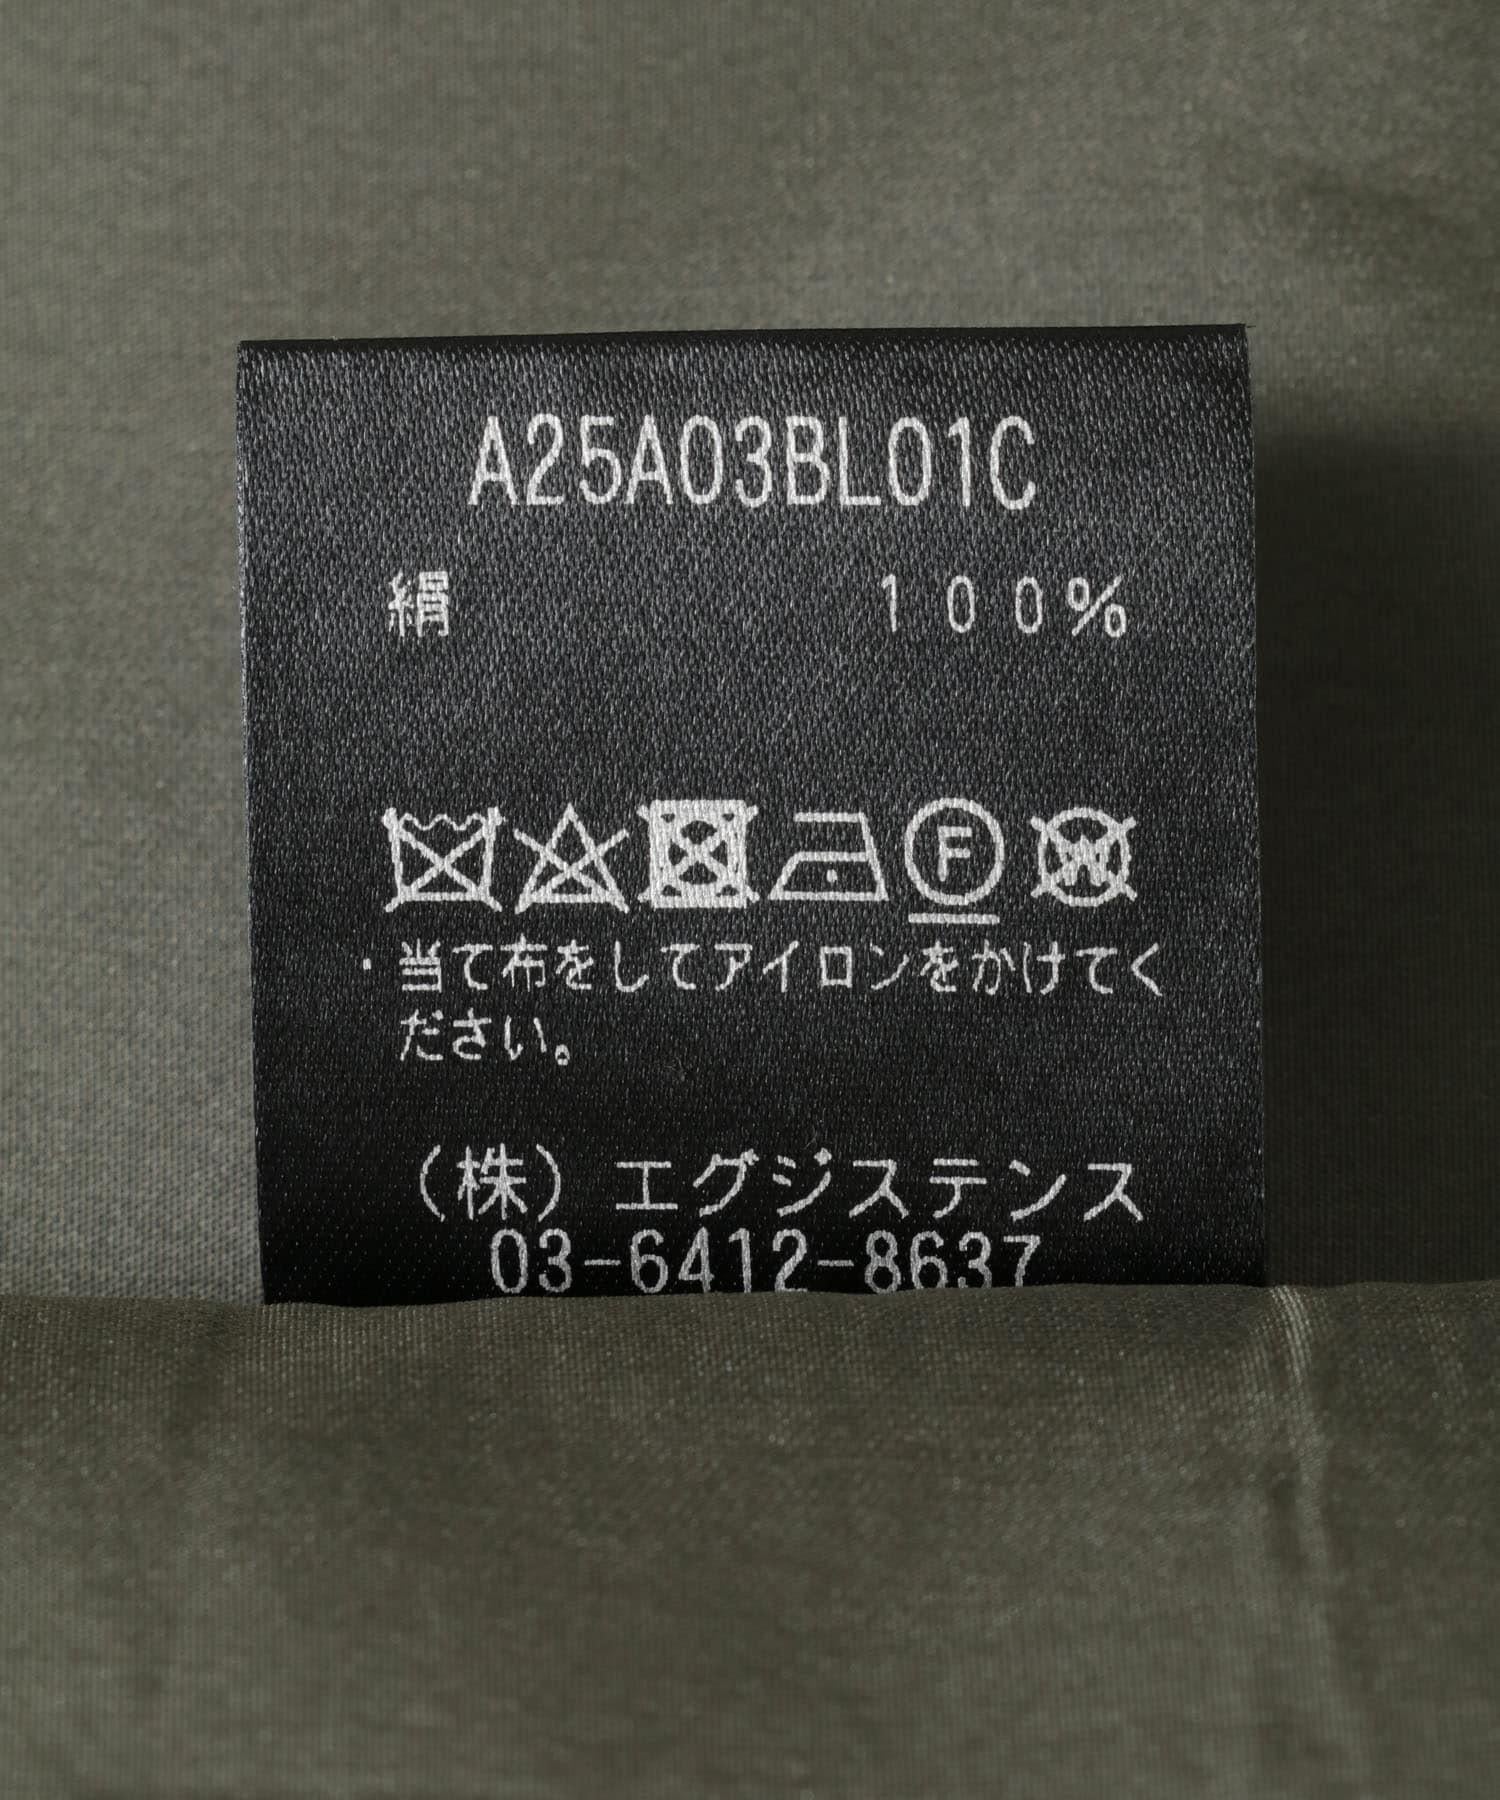 A25A03BL01C
絹 100%
F W
・当て布をしてアイロンをかけてく
ださい。
(株) エグジステンス
03-6412-8637